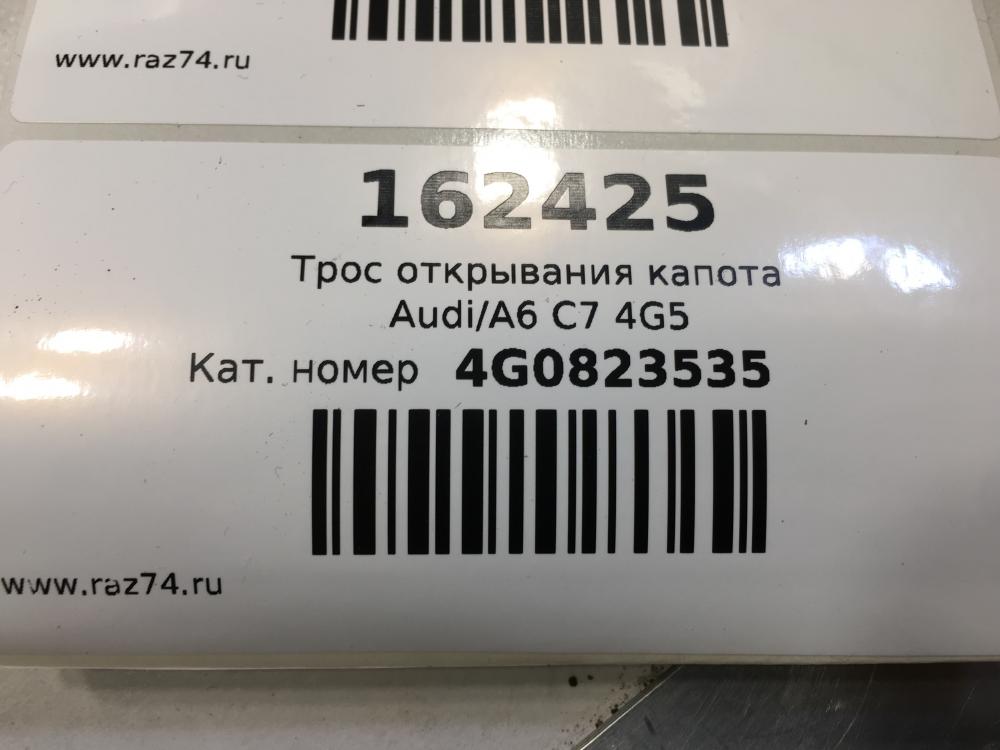 www.raz74.ru
162425
Трос открывания капота
Audi/A6 C7 4G5
Кат. номер 4G0823535
www.raz74.ru